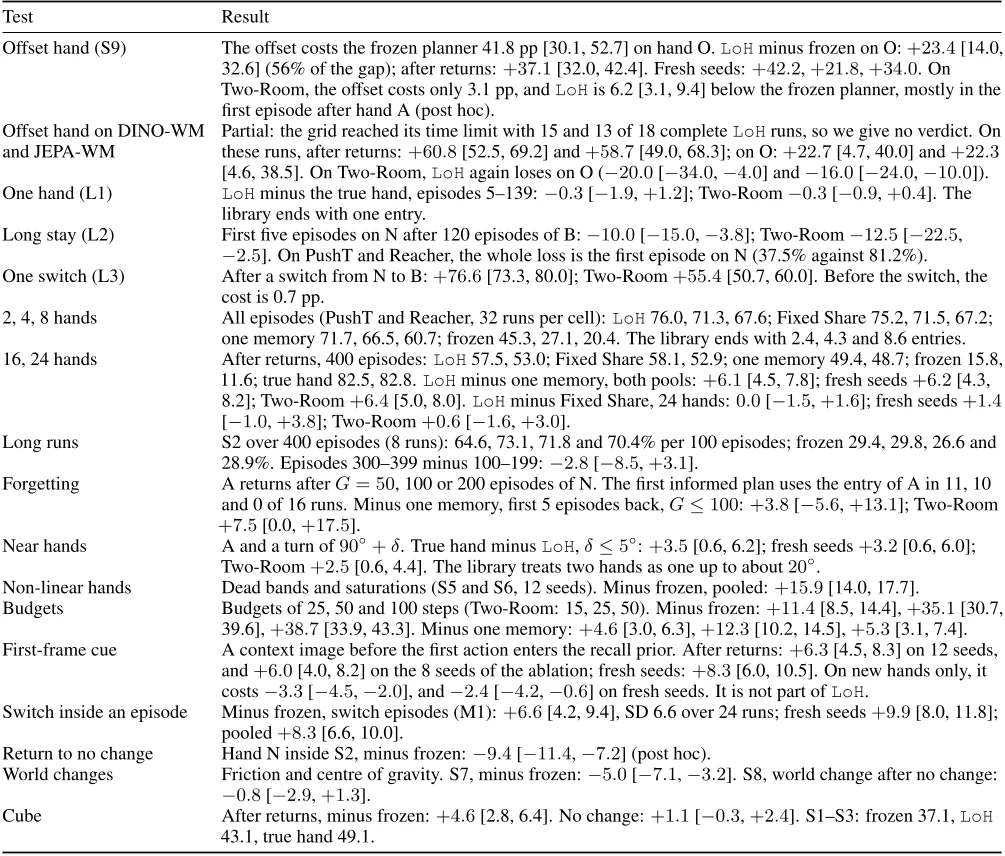 Test Result
Offset hand (S9) The offset costs the frozen planner 41.8 pp [30.1, 52.7] on hand O. LoH minus frozen on O: +23.4 [14.0,
32.6] (56% of the gap); after returns: +37.1 [32.0, 42.4]. Fresh seeds: +42.2, +21.8, +34.0. On
Two-Room, the offset costs only 3.1 pp, and LoH is 6.2 [3.1, 9.4] below the frozen planner, mostly in the
first episode after hand A (post hoc).
Offset hand on DINO-WM Partial: the grid reached its time limit with 15 and 13 of 18 complete LoH runs, so we give no verdict. On
and JEPA-WM these runs, after returns: +60.8 [52.5, 69.2] and +58.7 [49.0, 68.3]; on O: +22.7 [4.7, 40.0] and +22.3
[4.6, 38.5]. On Two-Room, LoH again loses on O (−20.0 [−34.0, −4.0] and −16.0 [−24.0, −10.0]).
One hand (L1) LoH minus the true hand, episodes 5–139: −0.3 [−1.9, +1.2]; Two-Room −0.3 [−0.9, +0.4]. The
library ends with one entry.
Long stay (L2) First five episodes on N after 120 episodes of B: −10.0 [−15.0, −3.8]; Two-Room −12.5 [−22.5,
−2.5]. On PushT and Reacher, the whole loss is the first episode on N (37.5% against 81.2%).
One switch (L3) After a switch from N to B: +76.6 [73.3, 80.0]; Two-Room +55.4 [50.7, 60.0]. Before the switch, the
cost is 0.7 pp.
2, 4, 8 hands All episodes (PushT and Reacher, 32 runs per cell): LoH 76.0, 71.3, 67.6; Fixed Share 75.2, 71.5, 67.2;
one memory 71.7, 66.5, 60.7; frozen 45.3, 27.1, 20.4. The library ends with 2.4, 4.3 and 8.6 entries.
16, 24 hands After returns, 400 episodes: LoH 57.5, 53.0; Fixed Share 58.1, 52.9; one memory 49.4, 48.7; frozen 15.8,
11.6; true hand 82.5, 82.8. LoH minus one memory, both pools: +6.1 [4.5, 7.8]; fresh seeds +6.2 [4.3,
8.2]; Two-Room +6.4 [5.0, 8.0]. LoH minus Fixed Share, 24 hands: 0.0 [−1.5, +1.6]; fresh seeds +1.4
[−1.0, +3.8]; Two-Room +0.6 [−1.6, +3.0].
Long runs S2 over 400 episodes (8 runs): 64.6, 73.1, 71.8 and 70.4% per 100 episodes; frozen 29.4, 29.8, 26.6 and
28.9%. Episodes 300–399 minus 100–199: −2.8 [−8.5, +3.1].
Forgetting A returns after G = 50, 100 or 200 episodes of N. The first informed plan uses the entry of A in 11, 10
and 0 of 16 runs. Minus one memory, first 5 episodes back, G ≤ 100: +3.8 [−5.6, +13.1]; Two-Room
+7.5 [0.0, +17.5].
Near hands A and a turn of 90° + δ. True hand minus LoH, δ ≤ 5°: +3.5 [0.6, 6.2]; fresh seeds +3.2 [0.6, 6.0];
Two-Room +2.5 [0.6, 4.4]. The library treats two hands as one up to about 20°.
Non-linear hands Dead bands and saturations (S5 and S6, 12 seeds). Minus frozen, pooled: +15.9 [14.0, 17.7].
Budgets Budgets of 25, 50 and 100 steps (Two-Room: 15, 25, 50). Minus frozen: +11.4 [8.5, 14.4], +35.1 [30.7,
39.6], +38.7 [33.9, 43.3]. Minus one memory: +4.6 [3.0, 6.3], +12.3 [10.2, 14.5], +5.3 [3.1, 7.4].
First-frame cue A context image before the first action enters the recall prior. After returns: +6.3 [4.5, 8.3] on 12 seeds,
and +6.0 [4.0, 8.2] on the 8 seeds of the ablation; fresh seeds: +8.3 [6.0, 10.5]. On new hands only, it
costs −3.3 [−4.5, −2.0], and −2.4 [−4.2, −0.6] on fresh seeds. It is not part of LoH.
Switch inside an episode Minus frozen, switch episodes (M1): +6.6 [4.2, 9.4], SD 6.6 over 24 runs; fresh seeds +9.9 [8.0, 11.8];
pooled +8.3 [6.6, 10.0].
Return to no change Hand N inside S2, minus frozen: −9.4 [−11.4, −7.2] (post hoc).
World changes Friction and centre of gravity. S7, minus frozen: −5.0 [−7.1, −3.2]. S8, world change after no change:
−0.8 [−2.9, +1.3].
Cube After returns, minus frozen: +4.6 [2.8, 6.4]. No change: +1.1 [−0.3, +2.4]. S1–S3: frozen 37.1, LoH
43.1, true hand 49.1.